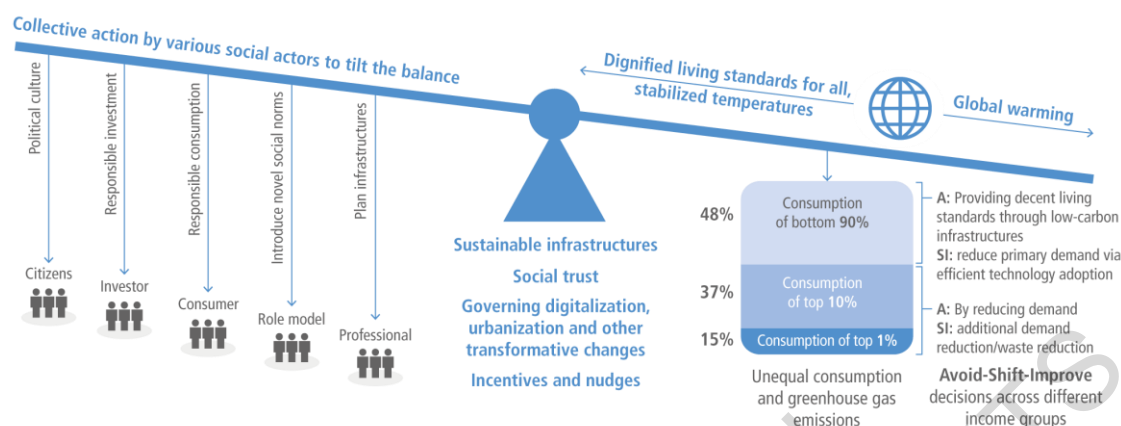 Collective action by various social actors to tilt the balance
Political culture
Responsible investment
Responsible consumption
Introduce novel social norms
Plan infrastructures
Citizens
Investor
Consumer
Role model
Professional
Sustainable infrastructures
Social trust
Governing digitalization,
urbanization and other
transformative changes
Incentives and nudges
Dignified living standards for all,
stabilized temperatures
Global warming
48%
Consumption
of bottom 90%
37%
Consumption
of top 10%
15%
Consumption of top 1%
Unequal consumption
and greenhouse gas
emissions
A: Providing decent living
standards through low-carbon
infrastructures
SI: reduce primary demand via
efficient technology adoption
A: By reducing demand
SI: additional demand
reduction/waste reduction
Avoid-Shift-Improve
decisions across different
income groups
TS